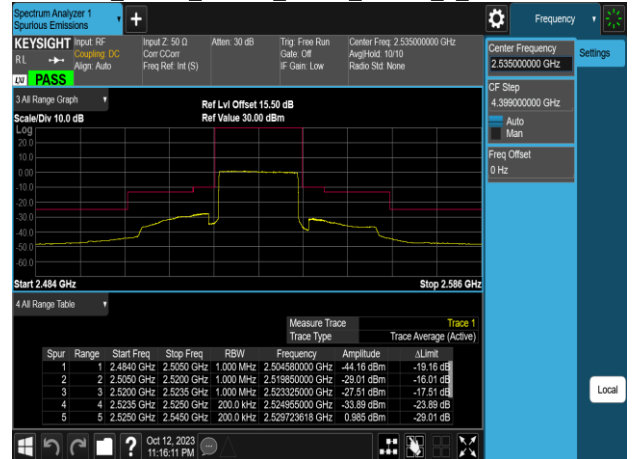 Spectrum Analyzer 1
Spurious Emissions
Frequency
KEYSIGHT
Input: RF
Input Z: 50 Ω
Atten: 30 dB
Trig: Free Run
Center Freq: 2.535000000 GHz
RL
Coupling: DC
Corr CCorr
Gate: Off
Avg|Hold: 10/10
Align: Auto
Freq Ref: Int (S)
IF Gain: Low
Radio Std: None
LXI
PASS
3 All Range Graph
Ref Lvl Offset 15.50 dB
Scale/Div 10.0 dB
Ref Value 30.00 dBm
Log
20.0
10.0
0.00
-10.0
-20.0
-30.0
-40.0
-50.0
-60.0
Start 2.484 GHz
Stop 2.586 GHz
4 All Range Table
Measure Trace
Trace 1
Trace Type
Trace Average (Active)
Spur Range Start Freq Stop Freq RBW Frequency Amplitude ΔLimit
1 1 2.4840 GHz 2.5050 GHz 1.000 MHz 2.504580000 GHz -44.16 dBm -19.16 dB
2 2 2.5050 GHz 2.5200 GHz 1.000 MHz 2.519850000 GHz -29.01 dBm -16.01 dB
3 3 2.5200 GHz 2.5235 GHz 1.000 MHz 2.523325000 GHz -27.51 dBm -17.51 dB
4 4 2.5235 GHz 2.5250 GHz 200.0 kHz 2.524955000 GHz -33.89 dBm -23.89 dB
5 5 2.5250 GHz 2.5450 GHz 200.0 kHz 2.529723618 GHz 0.985 dBm -29.01 dB
Oct 12, 2023
11:16:11 PM
Center Frequency
2.535000000 GHz
Settings
CF Step
4.399000000 GHz
Auto
Man
Freq Offset
0 Hz
Local